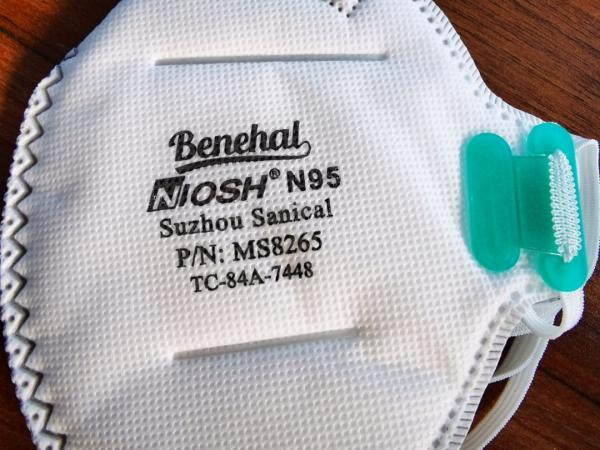 Benehal
NIOSH® N95
Suzhou Sanical
P/N: MS8265
TC-84A-7448